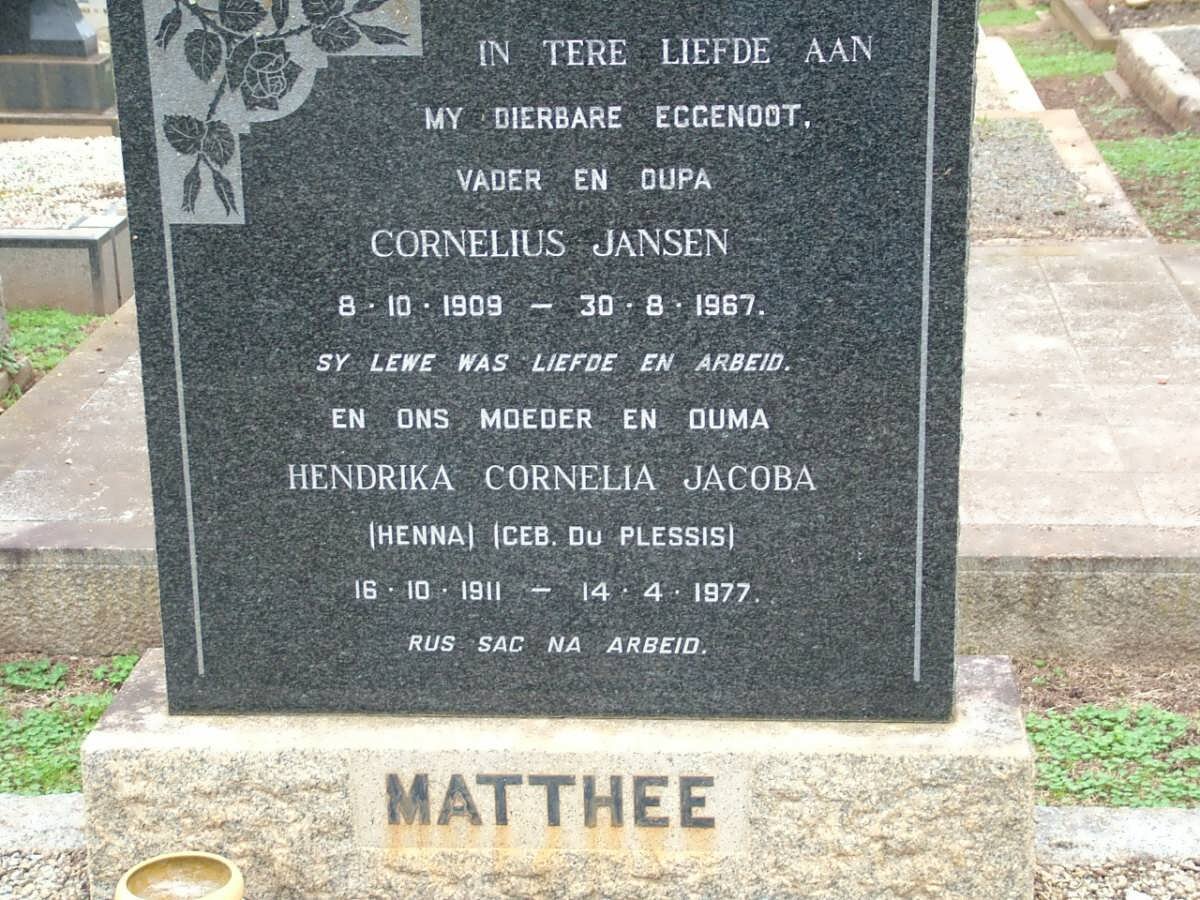 IN TERE LIEFDE AAN
MY DIERBARE EGGENOOT,
VADER EN OUPA
CORNELIUS JANSEN
8 · 10 · 1909 — 30 · 8 · 1967.
SY LEWE WAS LIEFDE EN ARBEID.
EN ONS MOEDER EN OUMA
HENDRIKA CORNELIA JACOBA
(HENNA) (GEB. DU PLESSIS)
16 · 10 · 1911 — 14 · 4 · 1977.
RUS SAG NA ARBEID.
MATTHEE